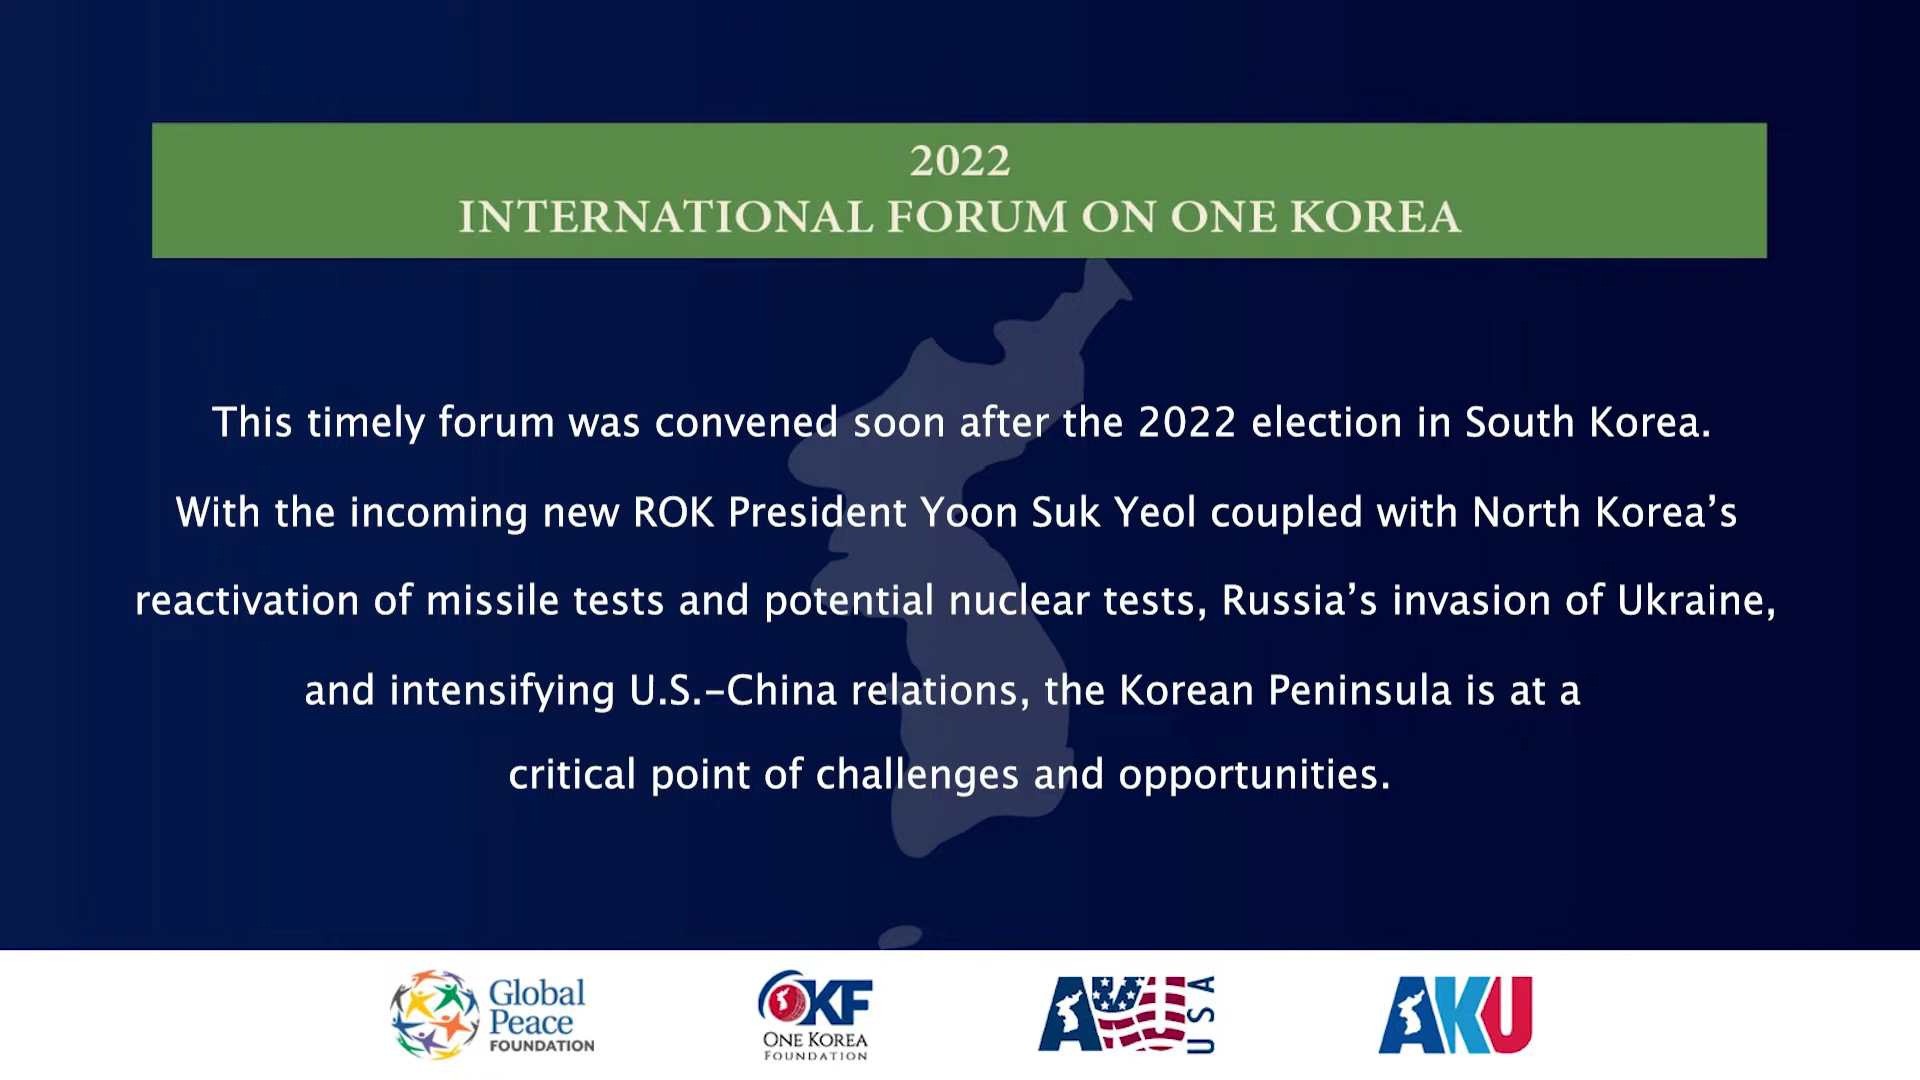 2022
INTERNATIONAL FORUM ON ONE KOREA
This timely forum was convened soon after the 2022 election in South Korea.
With the incoming new ROK President Yoon Suk Yeol coupled with North Korea’s
reactivation of missile tests and potential nuclear tests, Russia’s invasion of Ukraine,
and intensifying U.S.–China relations, the Korean Peninsula is at a
critical point of challenges and opportunities.
Global
Peace
FOUNDATION
OKF
ONE KOREA
FOUNDATION
AKU
USA
AKU